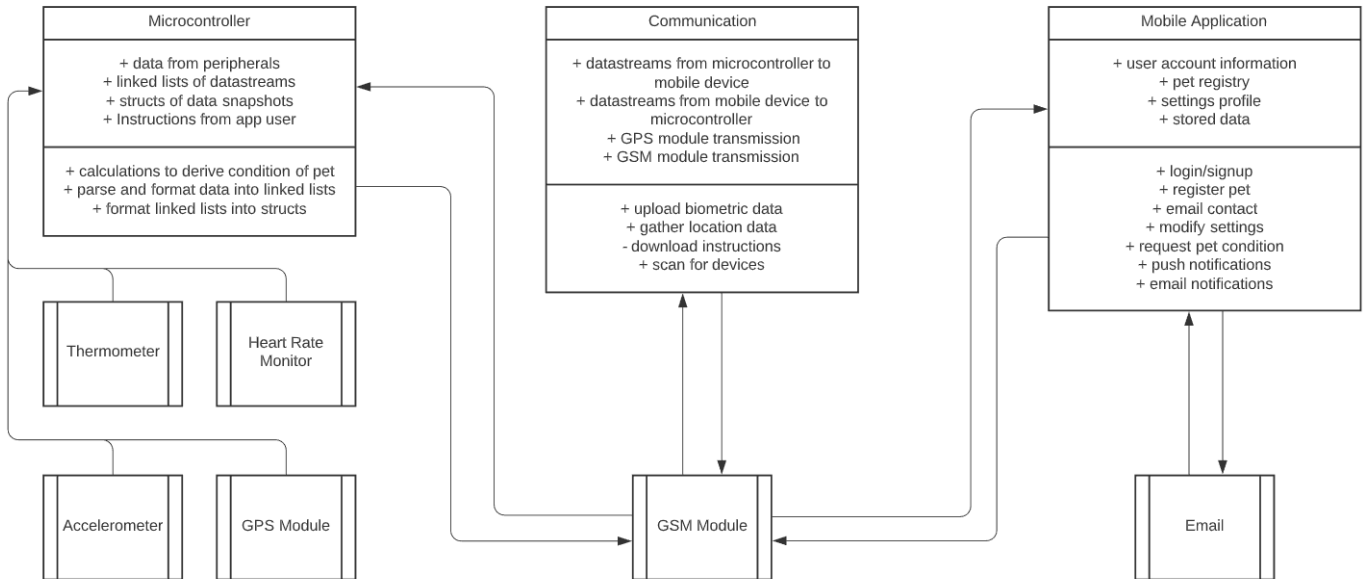 Microcontroller
+ data from peripherals
+ linked lists of datastreams
+ structs of data snapshots
+ Instructions from app user
+ calculations to derive condition of pet
+ parse and format data into linked lists
+ format linked lists into structs
Communication
+ datastreams from microcontroller to
mobile device
+ datastreams from mobile device to
microcontroller
+ GPS module transmission
+ GSM module transmission
+ upload biometric data
+ gather location data
- download instructions
+ scan for devices
Mobile Application
+ user account information
+ pet registry
+ settings profile
+ stored data
+ login/signup
+ register pet
+ email contact
+ modify settings
+ request pet condition
+ push notifications
+ email notifications
Thermometer
Heart Rate
Monitor
Accelerometer
GPS Module
GSM Module
Email